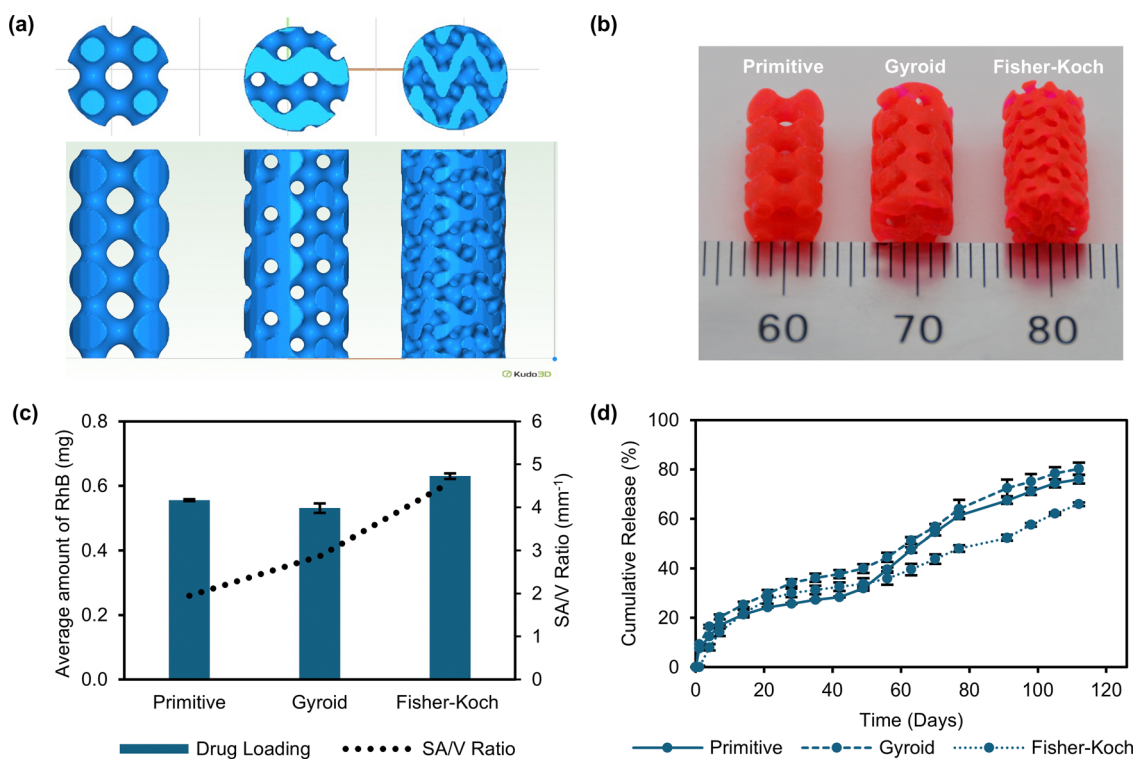 (a)
Kudo3D
(b)
Primitive Gyroid Fisher-Koch
60 70 80
(c)
Average amount of RhB (mg)
0.8
0.6
0.4
0.2
0.0
6
5
4
3
2
1
0
SA/V Ratio (mm⁻¹)
Primitive Gyroid Fisher-Koch
Drug Loading SA/V Ratio
(d)
Cumulative Release (%)
100
80
60
40
20
0
0 20 40 60 80 100 120
Time (Days)
Primitive Gyroid Fisher-Koch